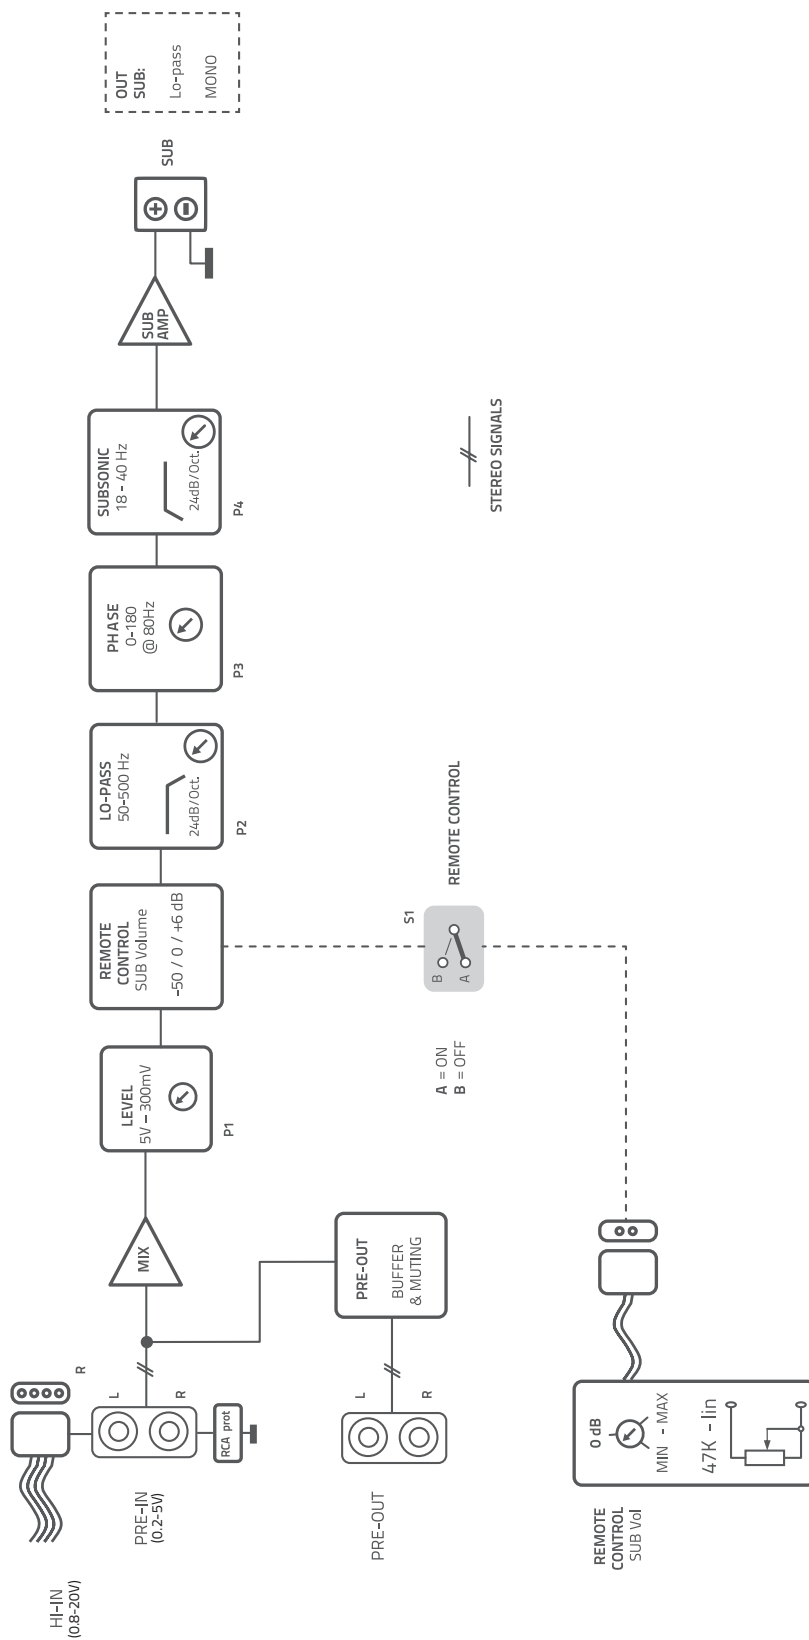 HI-IN
(0.8-20V)
R
PRE-IN
(0.2-5V)
L
R
RCA prot
MIX
LEVEL
5V – 300mV
P1
REMOTE
CONTROL
SUB Volume
-50 / 0 / +6 dB
LO-PASS
50-500 Hz
24dB/Oct.
P2
PHASE
0-180
@ 80Hz
P3
SUBSONIC
18 - 40 Hz
24dB/Oct.
P4
SUB
AMP
SUB
OUT
SUB:
Lo-pass
MONO
PRE-OUT
L
R
PRE-OUT
BUFFER
& MUTING
A = ON
B = OFF
S1
B
A
REMOTE CONTROL
STEREO SIGNALS
REMOTE
CONTROL
SUB Vol
0 dB
MIN - MAX
47K - lin